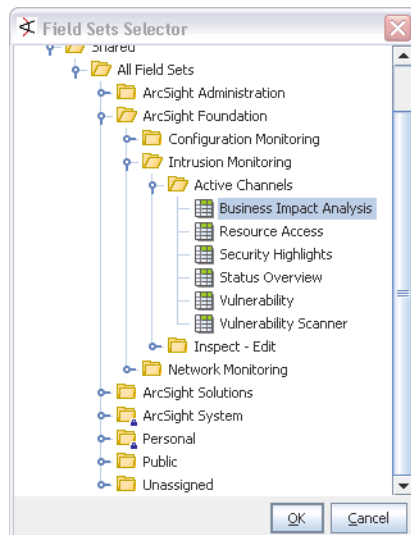 Field Sets Selector
Shared
All Field Sets
ArcSight Administration
ArcSight Foundation
Configuration Monitoring
Intrusion Monitoring
Active Channels
Business Impact Analysis
Resource Access
Security Highlights
Status Overview
Vulnerability
Vulnerability Scanner
Inspect - Edit
Network Monitoring
ArcSight Solutions
ArcSight System
Personal
Public
Unassigned
OK Cancel